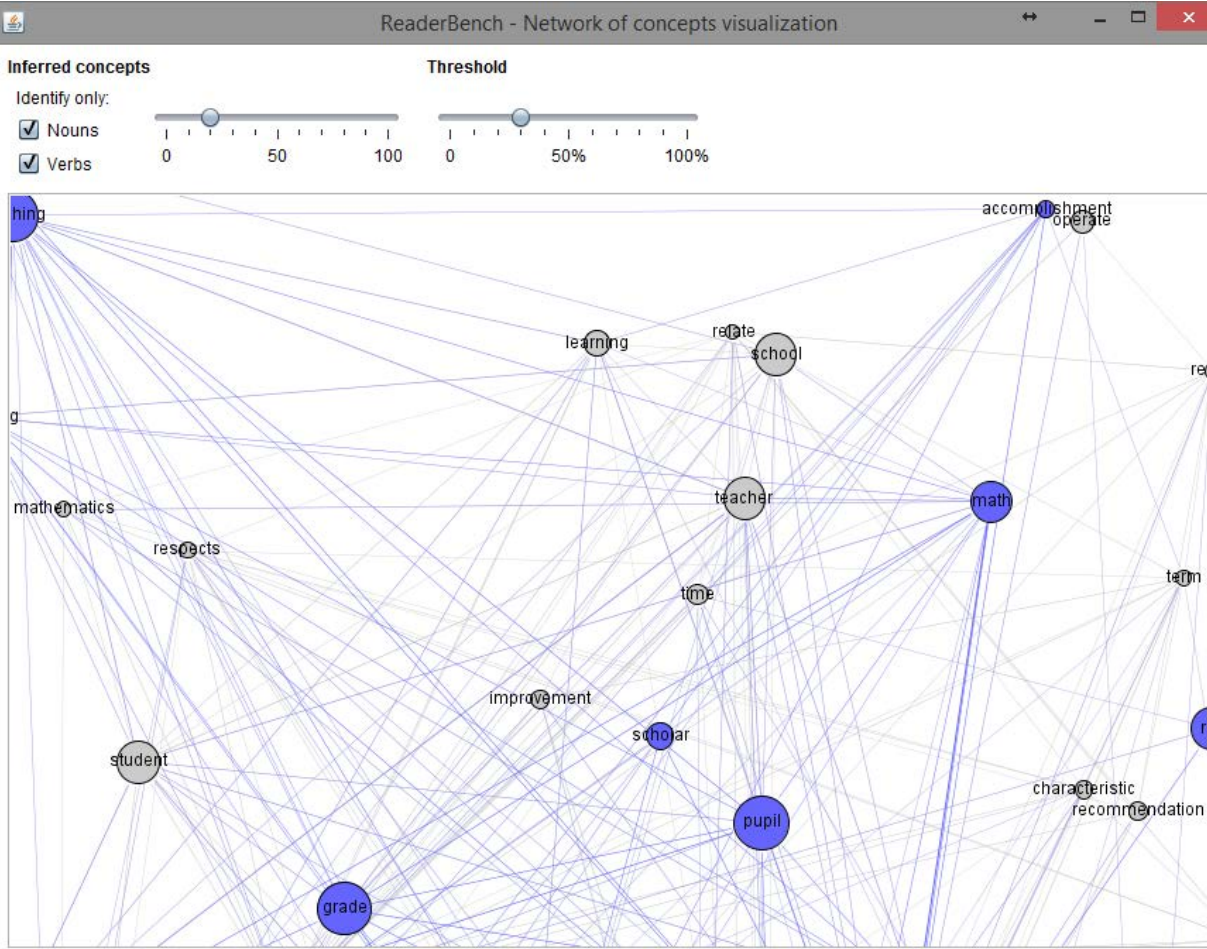 ReaderBench - Network of concepts visualization
Inferred concepts
Threshold
Identify only:
Nouns
Verbs
0 50 100
0 50% 100%
hing
accomplishment
operate
relate
learning
school
re
g
teacher
math
mathematics
respects
term
time
improvement
r
scholar
student
characteristic
recommendation
pupil
grade